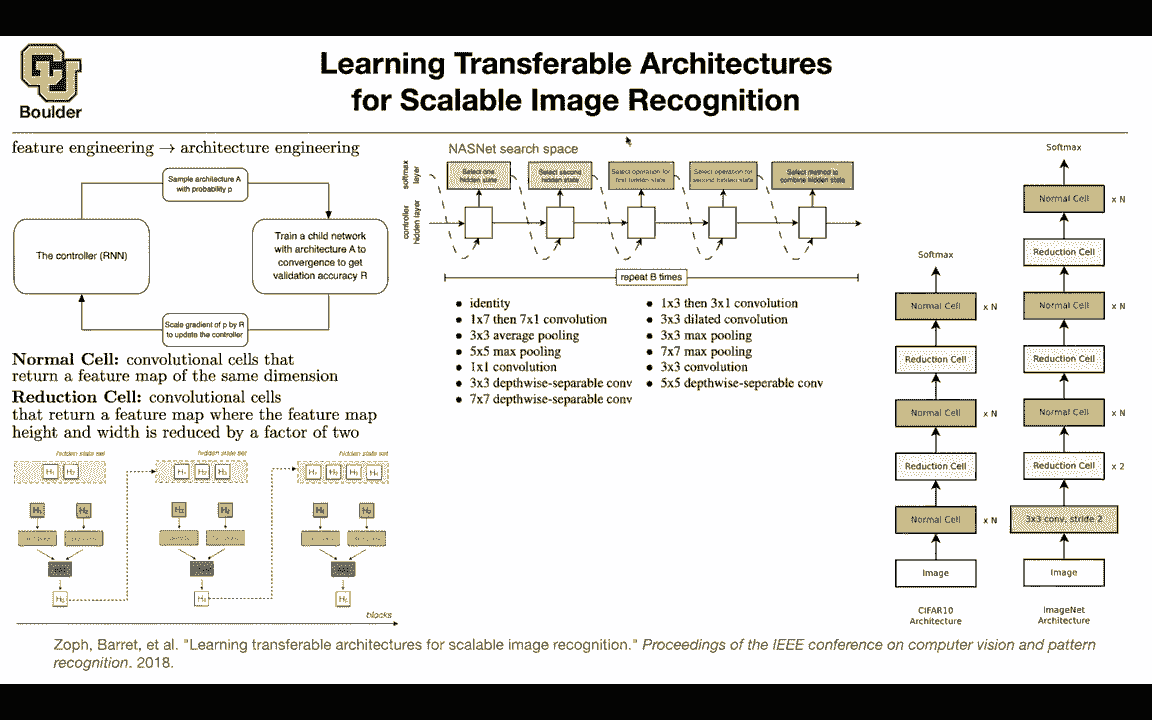 Boulder
Learning Transferable Architectures
for Scalable Image Recognition
feature engineering → architecture engineering
Sample architecture A
with probability p
The controller (RNN)
Train a child network
with architecture A to
convergence to get
validation accuracy R
Scale gradient of p by R
to update the controller
Normal Cell: convolutional cells that
return a feature map of the same dimension
Reduction Cell: convolutional cells
that return a feature map where the feature map
height and width is reduced by a factor of two
hidden state set
hidden state set
hidden state set
blocks
NASNet search space
softmax
layer
controller
hidden layer
Select one
hidden state
Select second
hidden state
Select operation for
first hidden state
Select operation for
second hidden state
Select method to
combine hidden state
repeat B times
• identity
• 1x7 then 7x1 convolution
• 3x3 average pooling
• 5x5 max pooling
• 1x1 convolution
• 3x3 depthwise-separable conv
• 7x7 depthwise-separable conv
• 1x3 then 3x1 convolution
• 3x3 dilated convolution
• 3x3 max pooling
• 7x7 max pooling
• 3x3 convolution
• 5x5 depthwise-seperable conv
Softmax
Normal Cell x N
Reduction Cell
Normal Cell x N
Reduction Cell
Normal Cell x N
Image
CIFAR10
Architecture
Softmax
Normal Cell x N
Reduction Cell
Normal Cell x N
Reduction Cell
Normal Cell x N
Reduction Cell x 2
3x3 conv, stride 2
Image
ImageNet
Architecture
Zoph, Barret, et al. "Learning transferable architectures for scalable image recognition." Proceedings of the IEEE conference on computer vision and pattern
recognition. 2018.